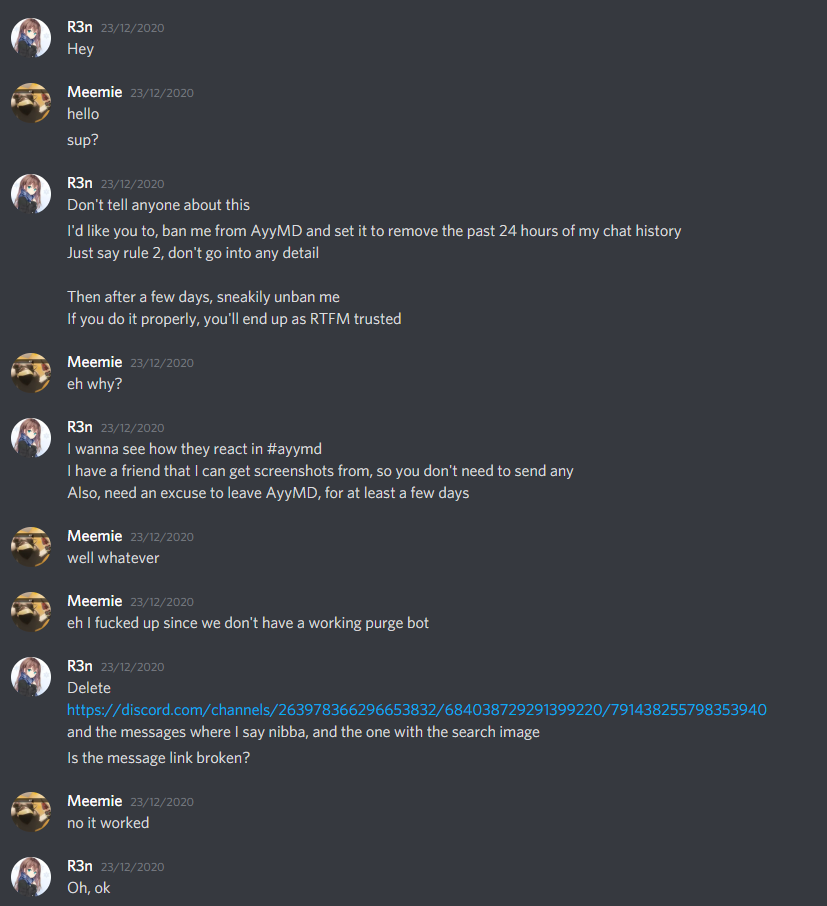 R3n 23/12/2020
Hey
Meemie 23/12/2020
hello
sup?
R3n 23/12/2020
Don't tell anyone about this
I'd like you to, ban me from AyyMD and set it to remove the past 24 hours of my chat history
Just say rule 2, don't go into any detail
Then after a few days, sneakily unban me
If you do it properly, you'll end up as RTFM trusted
Meemie 23/12/2020
eh why?
R3n 23/12/2020
I wanna see how they react in #ayymd
I have a friend that I can get screenshots from, so you don't need to send any
Also, need an excuse to leave AyyMD, for at least a few days
Meemie 23/12/2020
well whatever
Meemie 23/12/2020
eh I fucked up since we don't have a working purge bot
R3n 23/12/2020
Delete
https://discord.com/channels/263978366296653832/684038729291399220/791438255798353940
and the messages where I say nibba, and the one with the search image
Is the message link broken?
Meemie 23/12/2020
no it worked
R3n 23/12/2020
Oh, ok